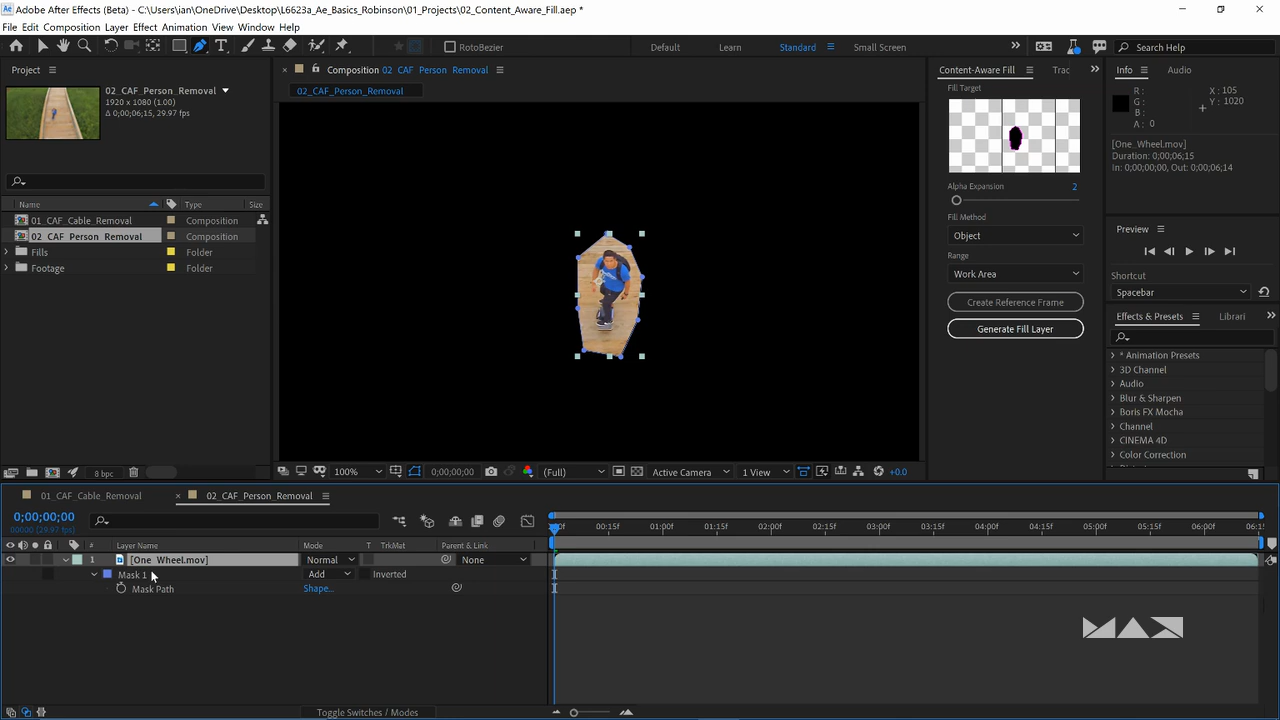 Adobe After Effects (Beta) - C:\Users\ian\OneDrive\Desktop\L6623a_Ae_Basics_Robinson\01_Projects\02_Content_Aware_Fill.aep *
File Edit Composition Layer Effect Animation View Window Help
RotoBezier
Default Learn Standard Small Screen
Search Help
Project
02_CAF_Person_Removal
1920 x 1080 (1.00)
Δ 0;00;06;15, 29.97 fps
Name Type Size
01_CAF_Cable_Removal Composition
02_CAF_Person_Removal Composition
Fills Folder
Footage Folder
8 bpc
Composition 02_CAF_Person_Removal
02_CAF_Person_Removal
100% 0;00;00;00 (Full) Active Camera 1 View +0.0
Content-Aware Fill Trac
Fill Target
Alpha Expansion 2
Fill Method
Object
Range
Work Area
Create Reference Frame
Generate Fill Layer
Info Audio
R : X : 105
G : Y : 1020
B :
A : 0
[One_Wheel.mov]
Duration: 0;00;06;15
In: 0;00;00;00, Out: 0;00;06;14
Preview
Shortcut
Spacebar
Effects & Presets Librari
* Animation Presets
3D Channel
Audio
Blur & Sharpen
Boris FX Mocha
Channel
CINEMA 4D
Color Correction
01_CAF_Cable_Removal 02_CAF_Person_Removal
0;00;00;00
00000 (29.97 fps)
00:15f 01:00f 01:15f 02:00f 02:15f 03:00f 03:15f 04:00f 04:15f 05:00f 05:15f 06:00f
# Layer Name Mode T TrkMat Parent & Link
1 [One_Wheel.mov] Normal None
Mask 1 Add Inverted
Mask Path Shape...
MAX
Toggle Switches / Modes